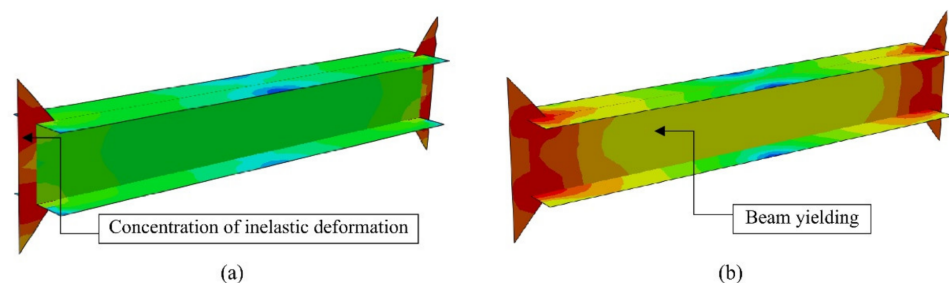 Concentration of inelastic deformation
Beam yielding
(a)
(b)